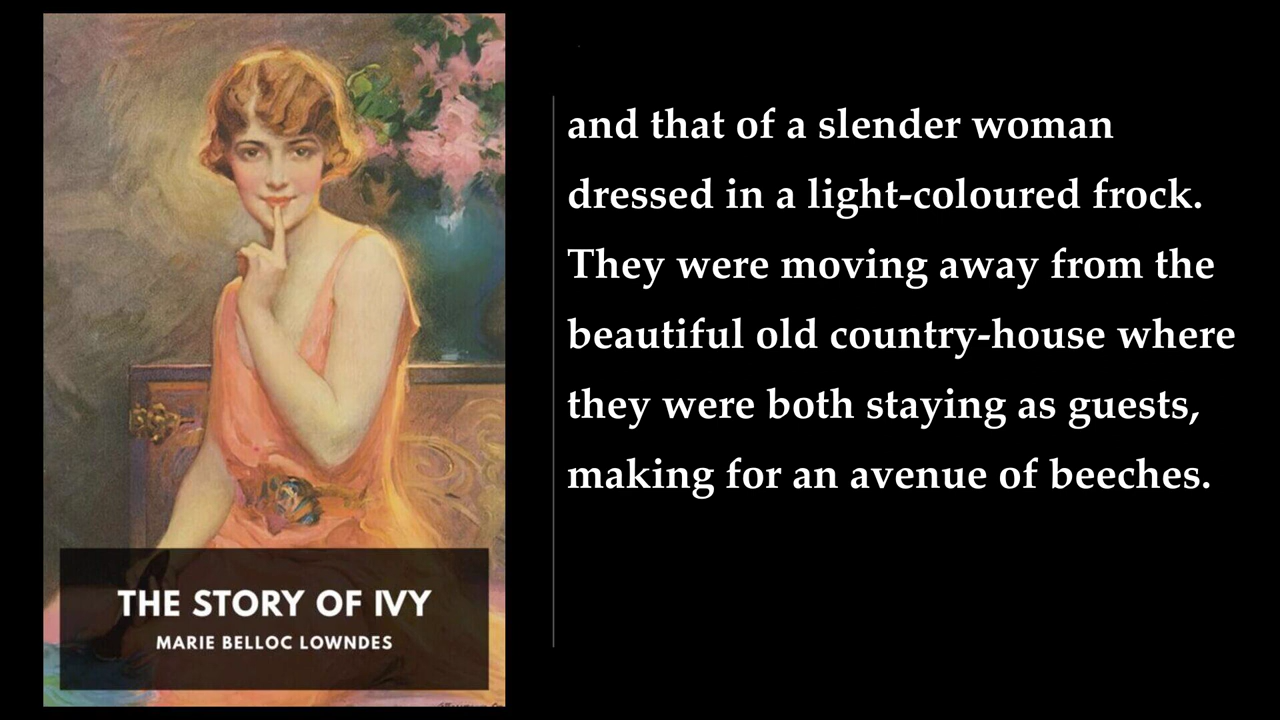 THE STORY OF IVY
MARIE BELLOC LOWNDES
and that of a slender woman
dressed in a light-coloured frock.
They were moving away from the
beautiful old country-house where
they were both staying as guests,
making for an avenue of beeches.